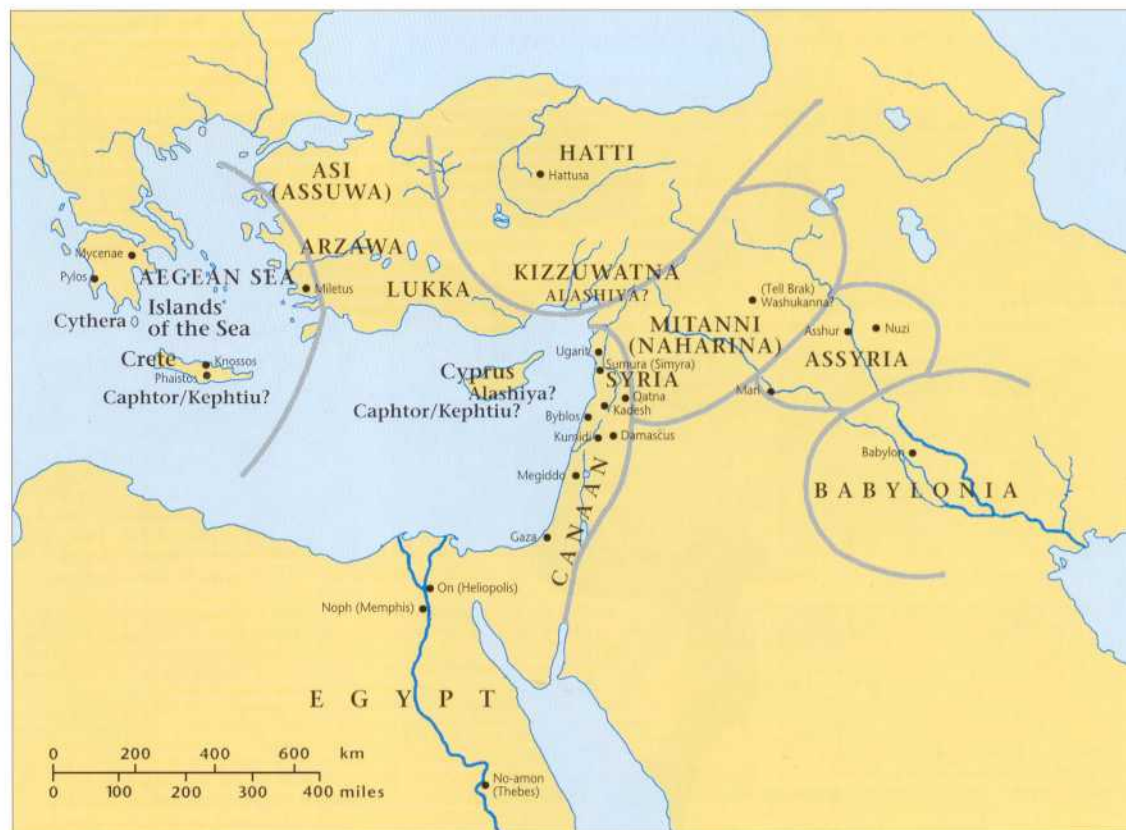 HATTI
Hattusa
ASI
(ASSUWA)
ARZAWA
Mycenae
AEGEAN SEA
Pylos
Miletus
LUKKA
KIZZUWATNA
ALASHIYA?
(Tell Brak)
Washukanna?
Islands
of the Sea
Cythera
MITANNI
(NAHARINA)
Asshur
Nuzi
ASSYRIA
Crete
Knossos
Phaistos
Caphtor/Kephtiu?
Ugarit
Sumura (Simyra)
SYRIA
Cyprus
Alashiya?
Caphtor/Kephtiu?
Qatna
Kadesh
Mari
Byblos
Kumidi
Damascus
Babylon
Megiddo
BABYLONIA
CANAAN
Gaza
On (Heliopolis)
Noph (Memphis)
EGYPT
0 200 400 600 km
0 100 200 300 400 miles
No-amon
(Thebes)